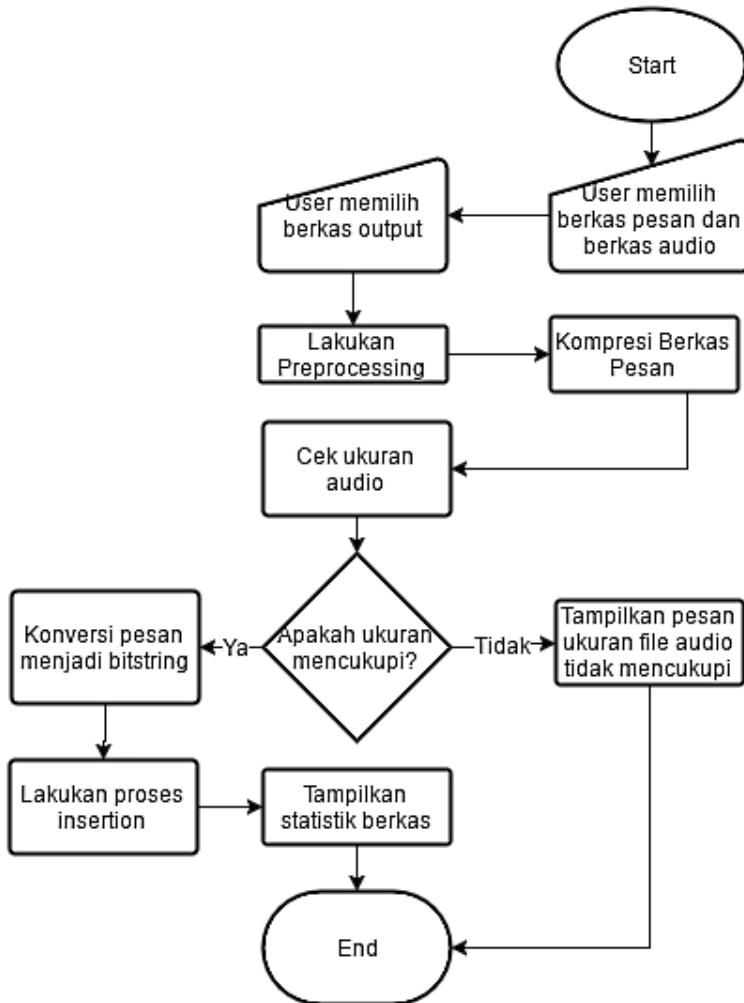 Start
User memilih
berkas pesan dan
berkas audio
User memilih
berkas output
Lakukan
Preprocessing
Kompresi Berkas
Pesan
Cek ukuran
audio
Apakah ukuran
mencukupi?
Ya
Tidak
Konversi pesan
menjadi bitstring
Tampilkan pesan
ukuran file audio
tidak mencukupi
Lakukan proses
insertion
Tampilkan
statistik berkas
End